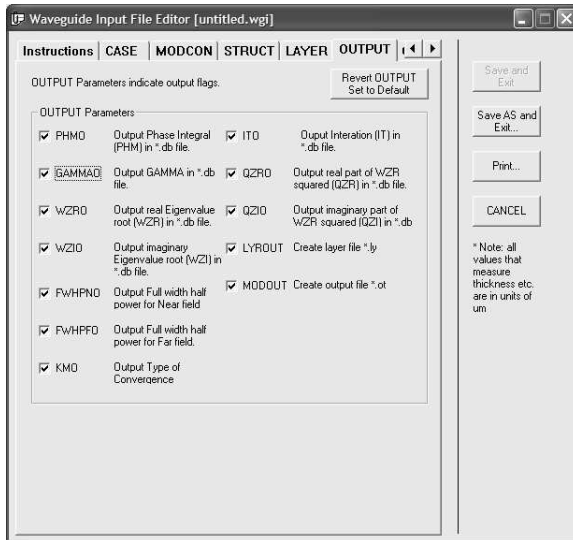 Waveguide Input File Editor [untitled.wgi]
Instructions CASE MODCON STRUCT LAYER OUTPUT
OUTPUT Parameters indicate output flags.
Revert OUTPUT
Set to Default
OUTPUT Parameters
PHMO
Output Phase Integral
(PHM) in *.db file.
GAMMAO
Output GAMMA in *.db
file.
WZRO
Output real Eigenvalue
root (WZR) in *.db file.
WZIO
Output imaginary
Eigenvalue root (WZI) in
*.db file.
FWHPNO
Output Full width half
power for Near field
FWHPFO
Output Full width half
power for Far field.
KMO
Output Type of
Convergence
ITO
Ouput Interation (IT) in
*.db file.
QZRO
Output real part of WZR
squared (QZR) in *.db file.
QZIO
Output imaginary part of
WZR squared (QZI) in *.db
LYROUT
Create layer file *.ly
MODOUT
Create output file *.ot
Save and
Exit
Save AS and
Exit...
Print...
CANCEL
* Note: all
values that
measure
thickness etc.
are in units of
um